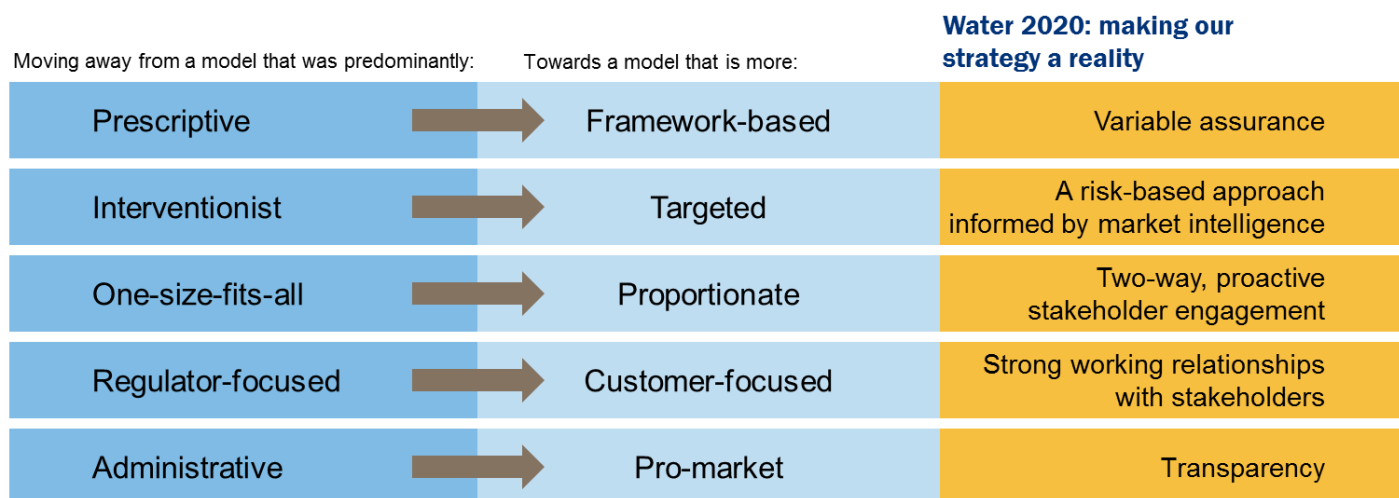 Water 2020: making our
strategy a reality
Moving away from a model that was predominantly:
Towards a model that is more:
Prescriptive
Framework-based
Variable assurance
Interventionist
Targeted
A risk-based approach
informed by market intelligence
One-size-fits-all
Proportionate
Two-way, proactive
stakeholder engagement
Regulator-focused
Customer-focused
Strong working relationships
with stakeholders
Administrative
Pro-market
Transparency